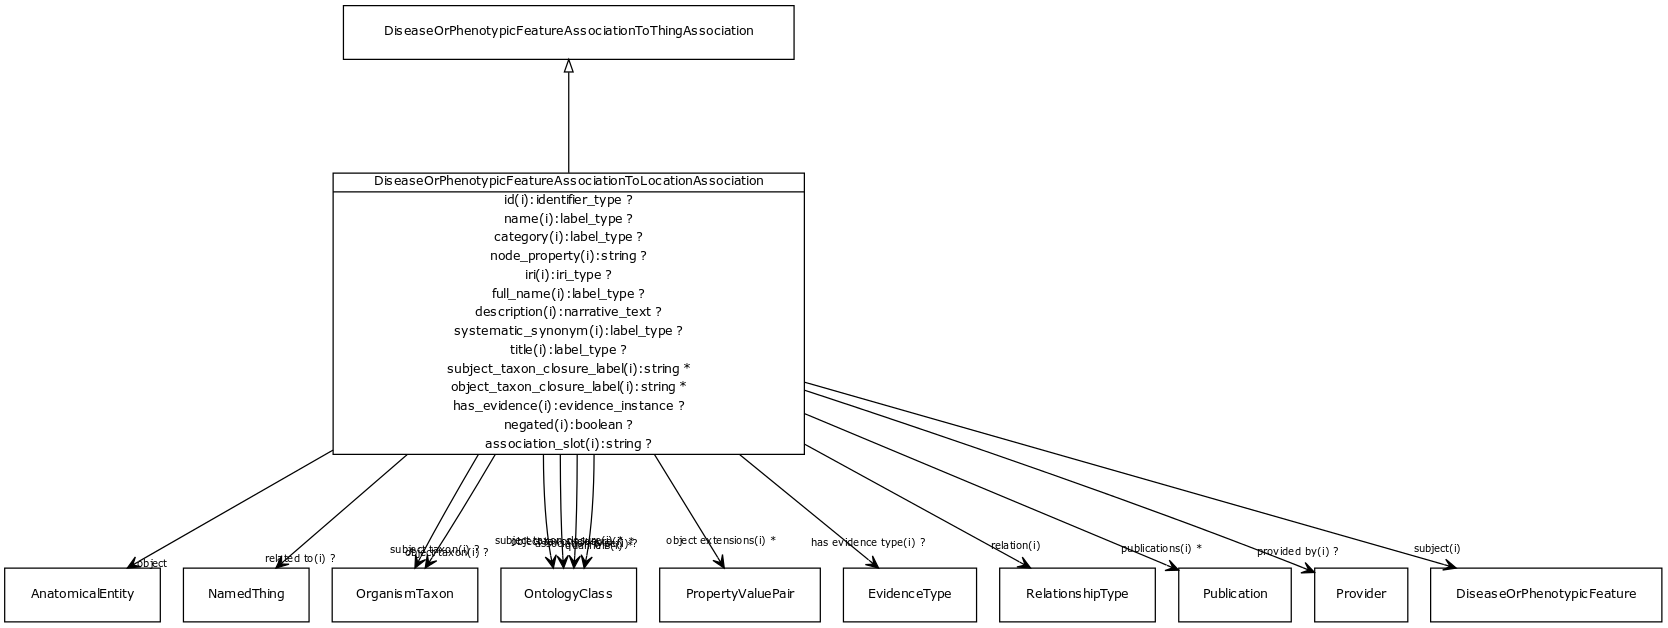 DiseaseOrPhenotypicFeatureAssociationToThingAssociation
DiseaseOrPhenotypicFeatureAssociationToLocationAssociation
id(i):identifier_type ?
name(i):label_type ?
category(i):label_type ?
node_property(i):string ?
iri(i):iri_type ?
full_name(i):label_type ?
description(i):narrative_text ?
systematic_synonym(i):label_type ?
title(i):label_type ?
subject_taxon_closure_label(i):string *
object_taxon_closure_label(i):string *
has_evidence(i):evidence_instance ?
negated(i):boolean ?
association_slot(i):string ?
object
related to(i) ?
subject taxon(i) ?
object taxon(i) ?
object extensions(i) *
has evidence type(i) ?
relation(i)
publications(i) *
provided by(i) ?
subject(i)
AnatomicalEntity
NamedThing
OrganismTaxon
OntologyClass
PropertyValuePair
EvidenceType
RelationshipType
Publication
Provider
DiseaseOrPhenotypicFeature